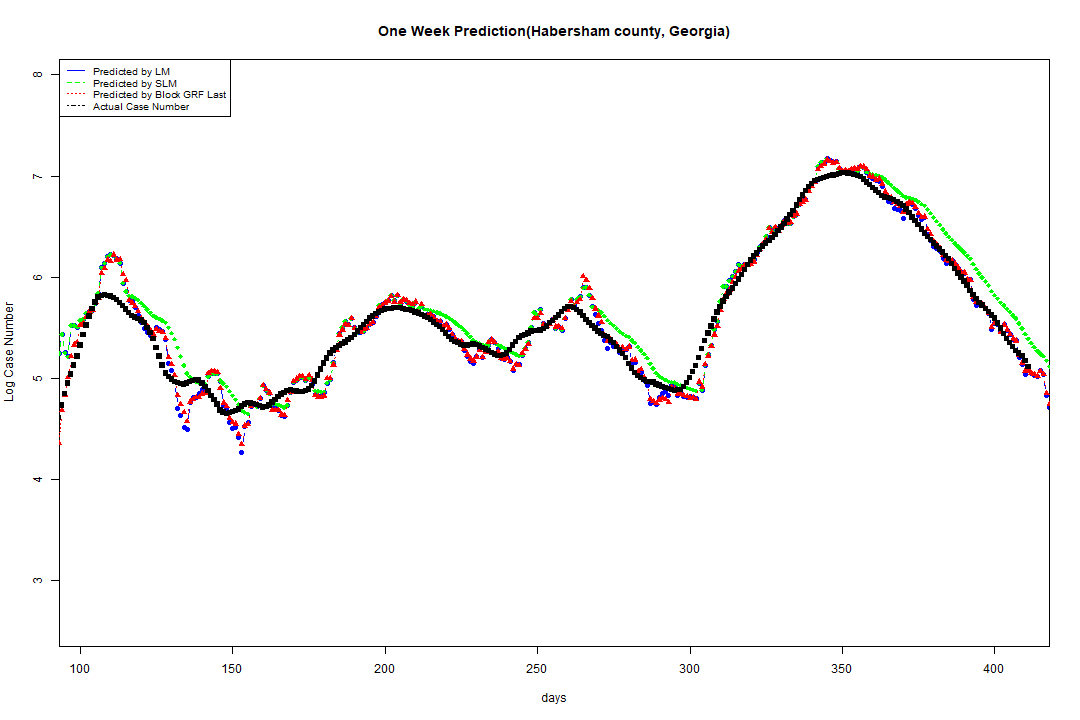 One Week Prediction(Habersham county, Georgia)
Predicted by LM
Predicted by SLM
Predicted by Block GRF Last
Actual Case Number
Log Case Number
8
7
6
5
4
3
100 150 200 250 300 350 400
days